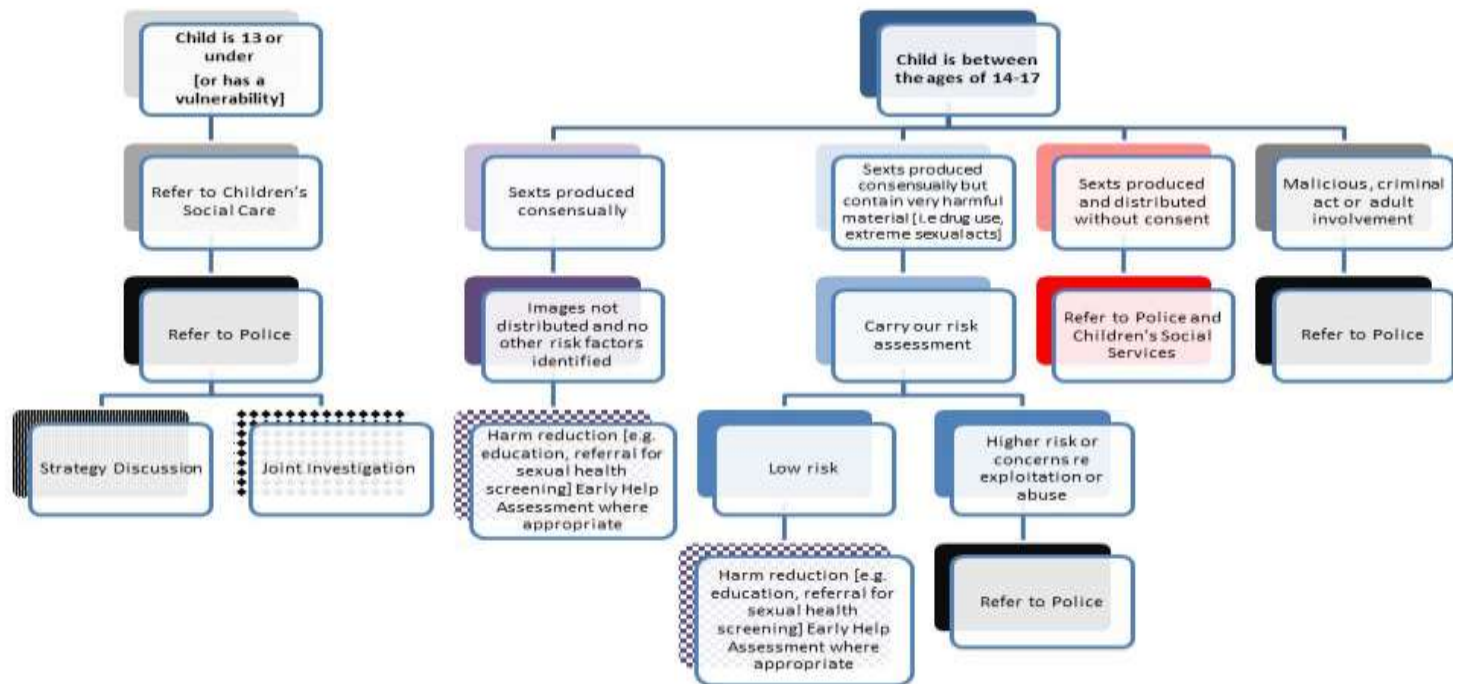 Child is 13 or
under
[or has a
vulnerability]
Child is between
the ages of 14-17
Refer to Children's
Social Care
Sexts produced
consensually
Sexts produced
consensually but
contain very harmful
material [i.e drug use,
extreme sexual acts]
Sexts produced
and distributed
without consent
Malicious, criminal
act or adult
involvement
Refer to Police
Images not
distributed and no
other risk factors
identified
Carry our risk
assessment
Refer to Police and
Children's Social
Services
Refer to Police
Strategy Discussion
Joint Investigation
Harm reduction [e.g.
education, referral for
sexual health
screening] Early Help
Assessment where
appropriate
Low risk
Higher risk or
concerns re
exploitation or
abuse
Harm reduction [e.g.
education, referral for
sexual health
screening] Early Help
Assessment where
appropriate
Refer to Police